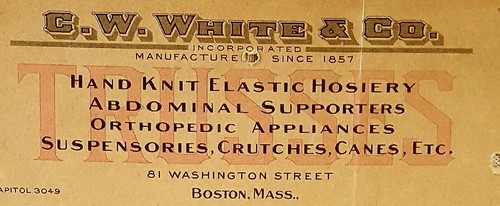 C. W. WHITE & CO.
INCORPORATED
MANUFACTURED SINCE 1857
TRUSSES
HAND KNIT ELASTIC HOSIERY
ABDOMINAL SUPPORTERS
ORTHOPEDIC APPLIANCES
SUSPENSORIES, CRUTCHES, CANES, ETC.
81 WASHINGTON STREET
APITOL 3049
BOSTON, MASS.,